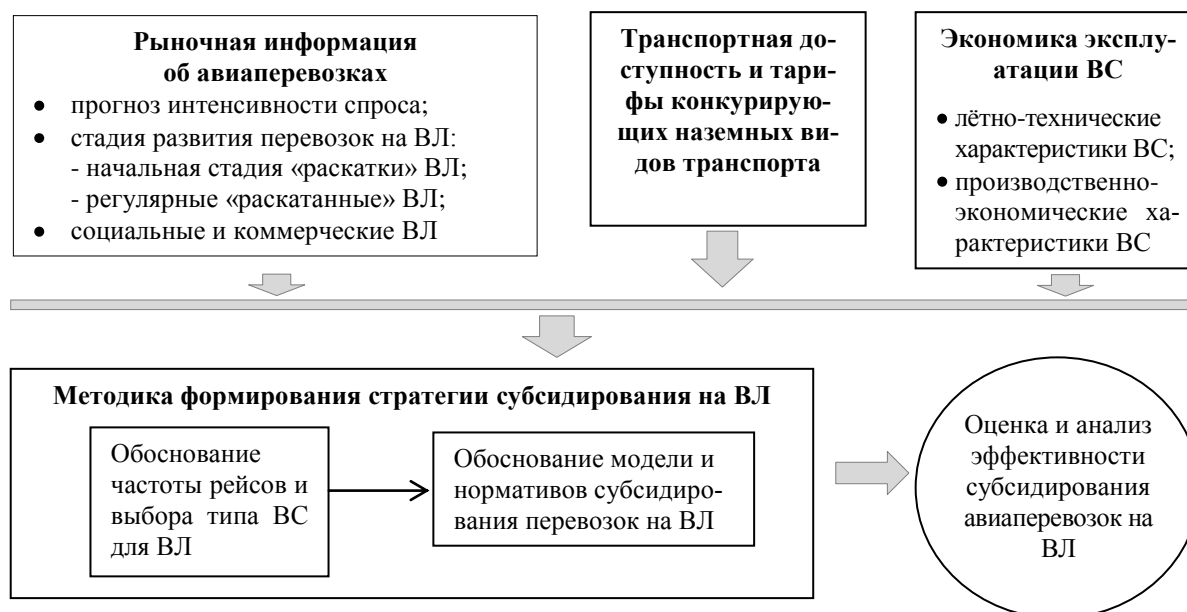 Рыночная информация
об авиаперевозках
• прогноз интенсивности спроса;
• стадия развития перевозок на ВЛ:
- начальная стадия «раскатки» ВЛ;
- регулярные «раскатанные» ВЛ;
• социальные и коммерческие ВЛ
Транспортная до-
ступность и тари-
фы конкурирую-
щих наземных ви-
дов транспорта
Экономика эксплу-
атации ВС
• лётно-технические
характеристики ВС;
• производственно-
экономические ха-
рактеристики ВС
Методика формирования стратегии субсидирования на ВЛ
Обоснование
частоты рейсов и
выбора типа ВС
для ВЛ
Обоснование модели и
нормативов субсидиро-
вания перевозок на ВЛ
Оценка и анализ
эффективности
субсидирования
авиаперевозок на
ВЛ